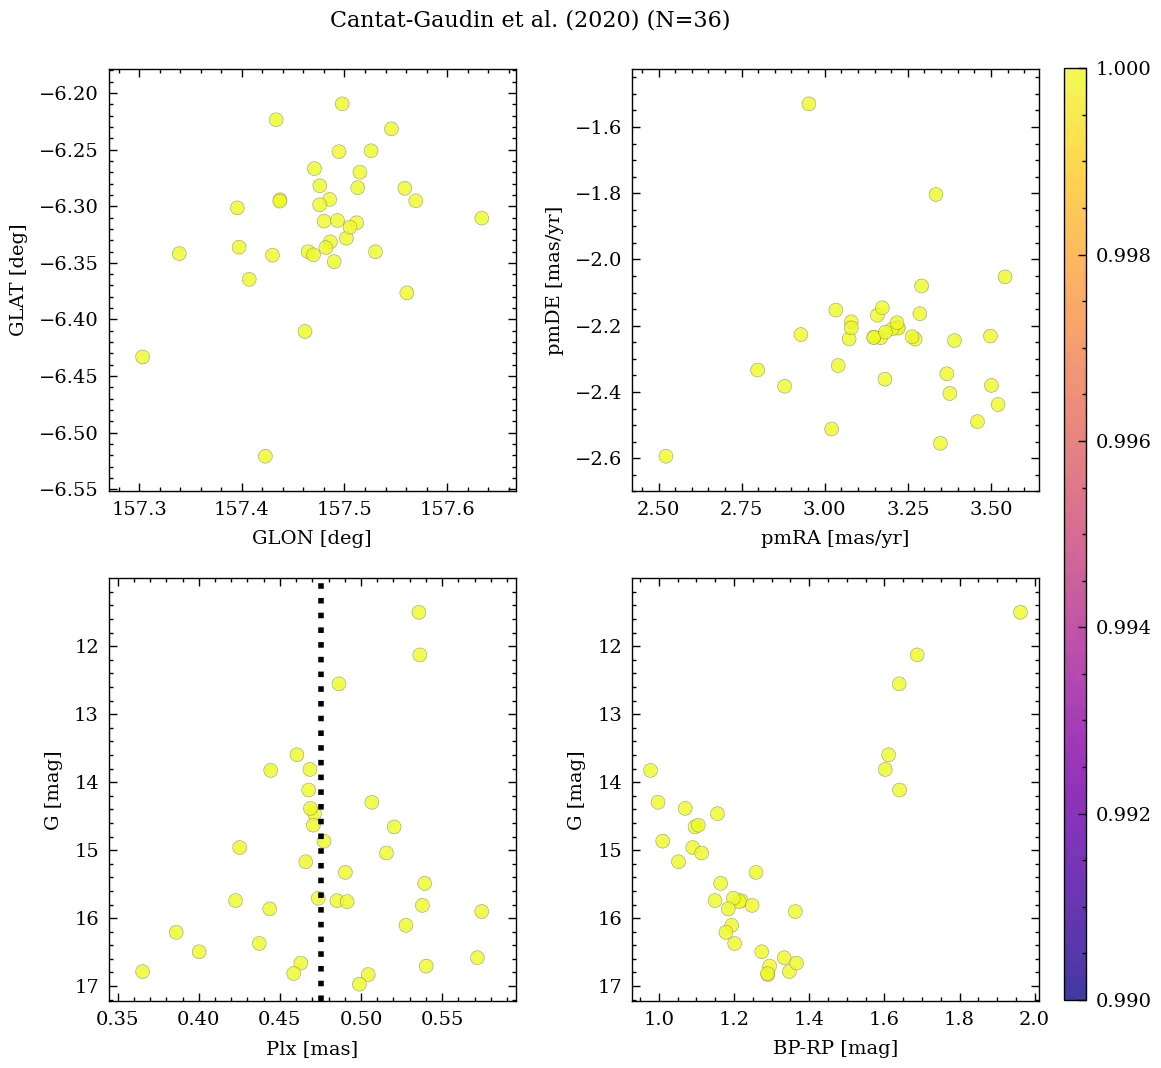 Cantat-Gaudin et al. (2020) (N=36)
−6.20
−6.25
−6.30
−6.35
−6.40
−6.45
−6.50
−6.55
GLAT [deg]
157.3 157.4 157.5 157.6
GLON [deg]
−1.6
−1.8
−2.0
−2.2
−2.4
−2.6
pmDE [mas/yr]
2.50 2.75 3.00 3.25 3.50
pmRA [mas/yr]
12
13
14
15
16
17
G [mag]
0.35 0.40 0.45 0.50 0.55
Plx [mas]
12
13
14
15
16
17
G [mag]
1.0 1.2 1.4 1.6 1.8 2.0
BP-RP [mag]
1.000
0.998
0.996
0.994
0.992
0.990